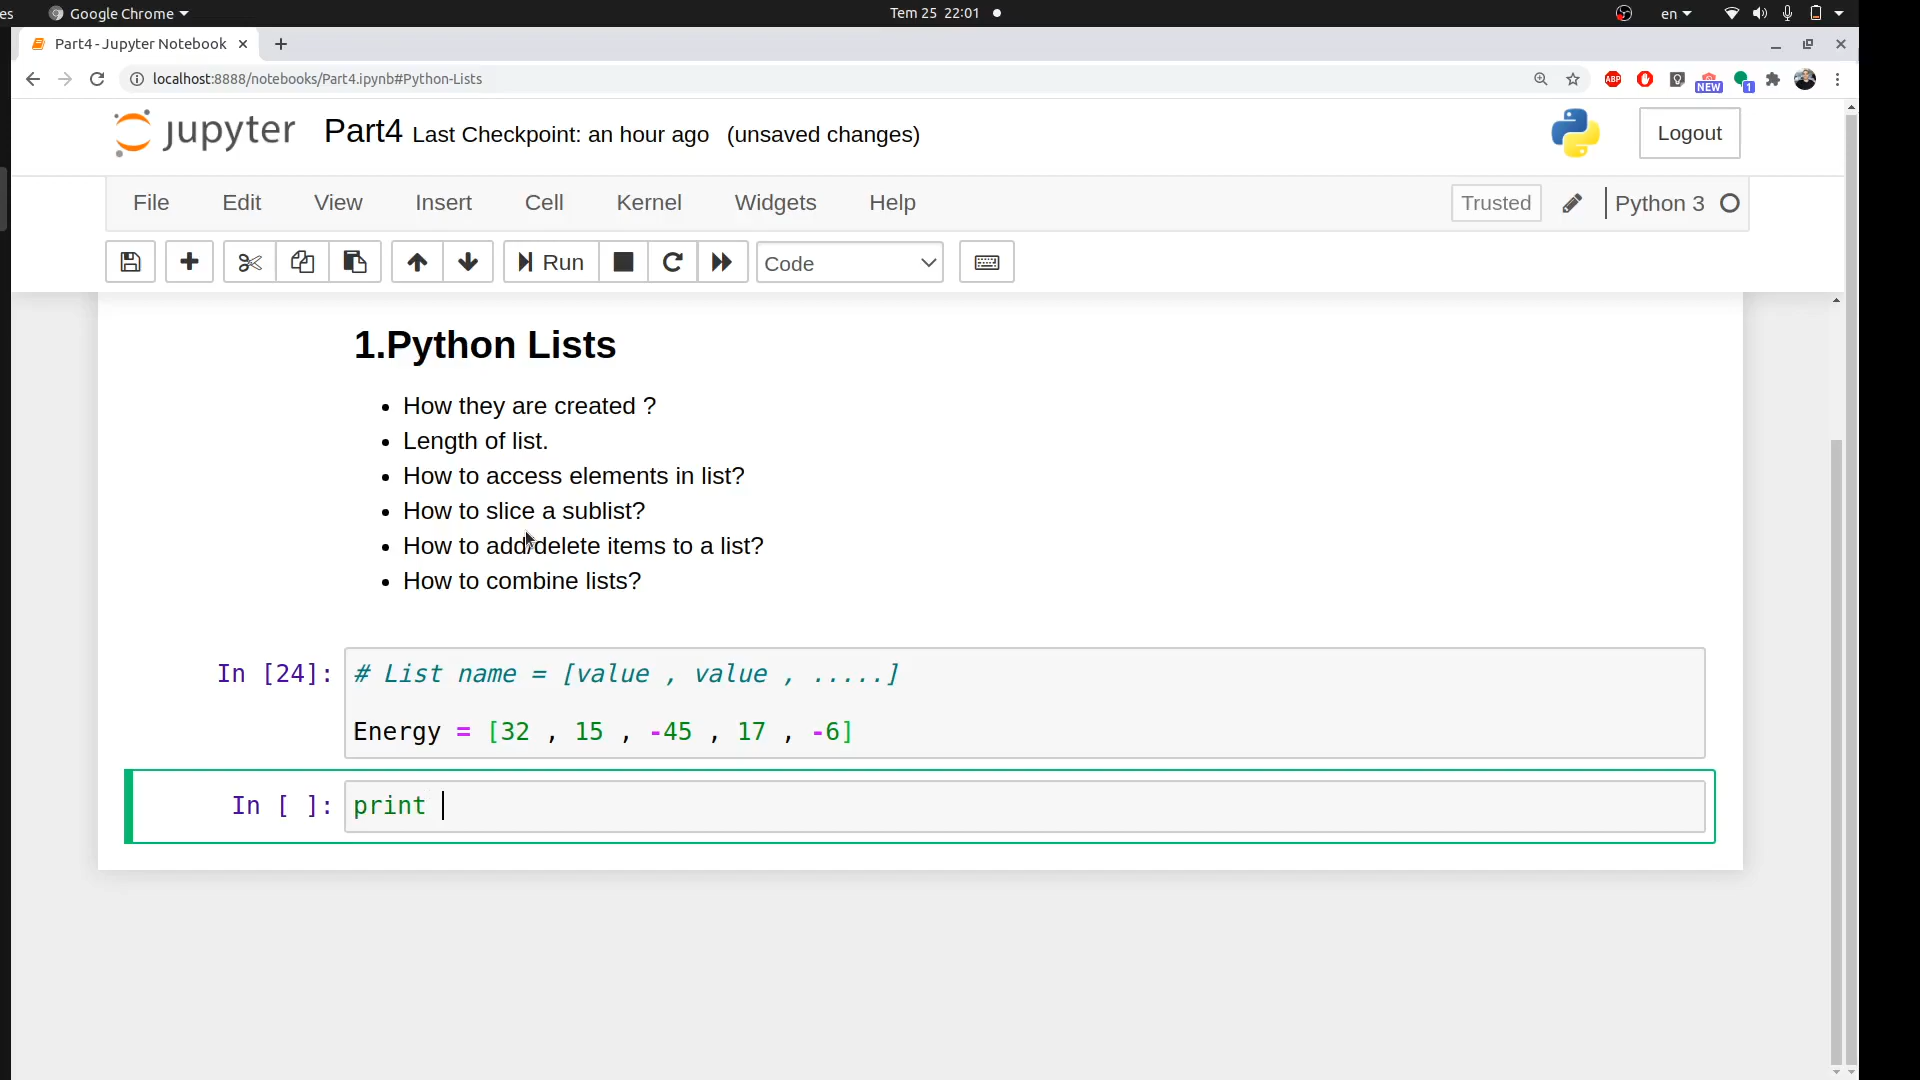 es Google Chrome Tem 25 22:01 en
Part4 - Jupyter Notebook
localhost:8888/notebooks/Part4.ipynb#Python-Lists ABP NEW 1
jupyter Part4 Last Checkpoint: an hour ago (unsaved changes) Logout
File Edit View Insert Cell Kernel Widgets Help Trusted Python 3
Run Code
1.Python Lists
• How they are created ?
• Length of list.
• How to access elements in list?
• How to slice a sublist?
• How to add/delete items to a list?
• How to combine lists?
In [24]: # List name = [value , value , .....]
Energy = [32 , 15 , -45 , 17 , -6]
In [ ]: print